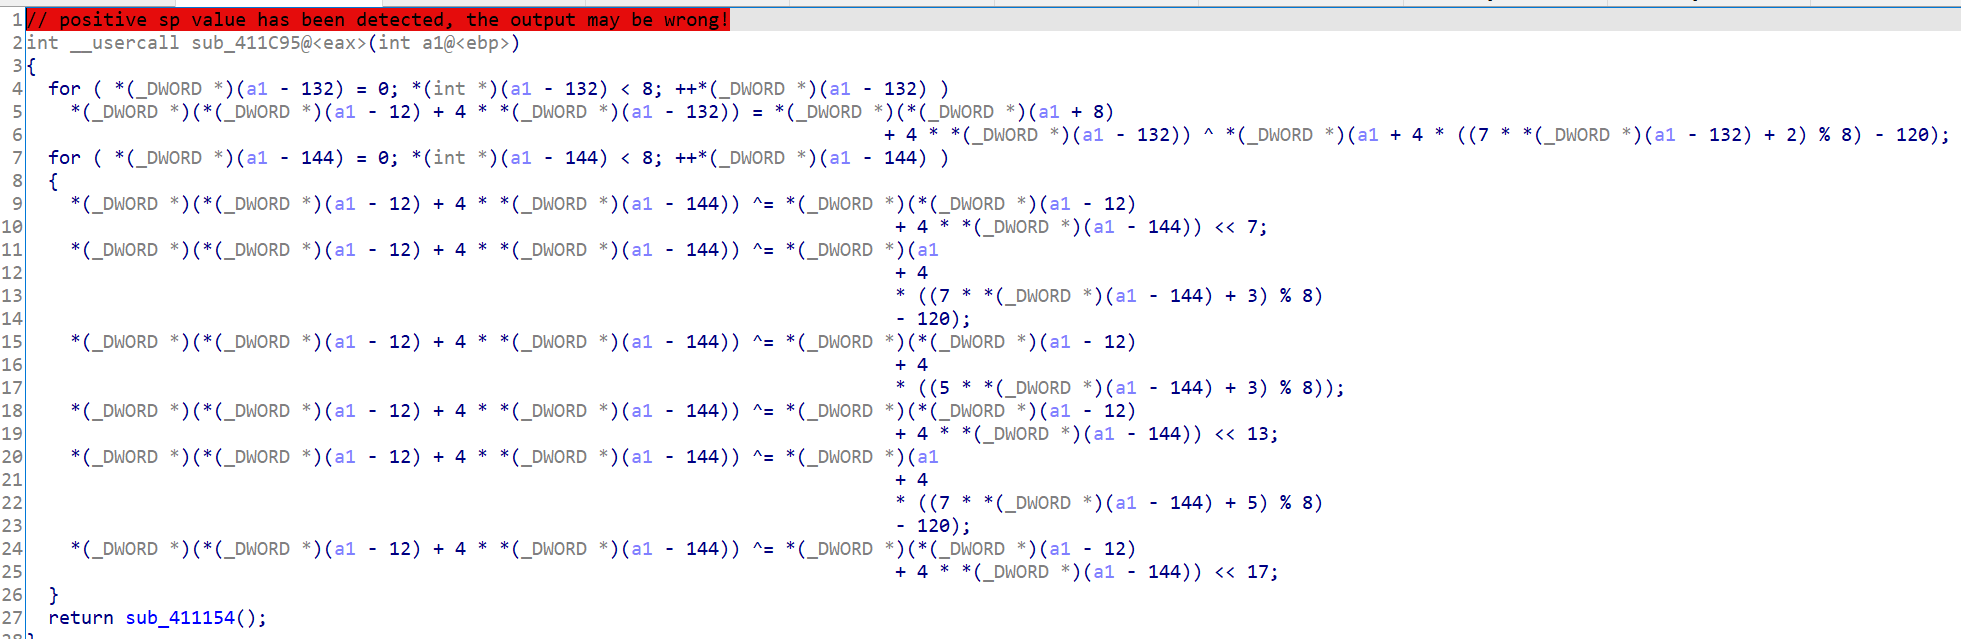 1 // positive sp value has been detected, the output may be wrong!
2 int __usercall sub_411C95@<eax>(int a1@<ebp>)
3 {
4   for ( *(_DWORD *)(a1 - 132) = 0; *(int *)(a1 - 132) < 8; ++*(_DWORD *)(a1 - 132) )
5     *(_DWORD *)(*(_DWORD *)(a1 - 12) + 4 * *(_DWORD *)(a1 - 132)) = *(_DWORD *)(*(_DWORD *)(a1 + 8)
6 + 4 * *(_DWORD *)(a1 - 132)) ^ *(_DWORD *)(a1 + 4 * ((7 * *(_DWORD *)(a1 - 132) + 2) % 8) - 120);
7   for ( *(_DWORD *)(a1 - 144) = 0; *(int *)(a1 - 144) < 8; ++*(_DWORD *)(a1 - 144) )
8   {
9     *(_DWORD *)(*(_DWORD *)(a1 - 12) + 4 * *(_DWORD *)(a1 - 144)) ^= *(_DWORD *)(*(_DWORD *)(a1 - 12)
10 + 4 * *(_DWORD *)(a1 - 144)) << 7;
11     *(_DWORD *)(*(_DWORD *)(a1 - 12) + 4 * *(_DWORD *)(a1 - 144)) ^= *(_DWORD *)(a1
12 + 4
13 * ((7 * *(_DWORD *)(a1 - 144) + 3) % 8)
14 - 120);
15     *(_DWORD *)(*(_DWORD *)(a1 - 12) + 4 * *(_DWORD *)(a1 - 144)) ^= *(_DWORD *)(*(_DWORD *)(a1 - 12)
16 + 4
17 * ((5 * *(_DWORD *)(a1 - 144) + 3) % 8));
18     *(_DWORD *)(*(_DWORD *)(a1 - 12) + 4 * *(_DWORD *)(a1 - 144)) ^= *(_DWORD *)(*(_DWORD *)(a1 - 12)
19 + 4 * *(_DWORD *)(a1 - 144)) << 13;
20     *(_DWORD *)(*(_DWORD *)(a1 - 12) + 4 * *(_DWORD *)(a1 - 144)) ^= *(_DWORD *)(a1
21 + 4
22 * ((7 * *(_DWORD *)(a1 - 144) + 5) % 8)
23 - 120);
24     *(_DWORD *)(*(_DWORD *)(a1 - 12) + 4 * *(_DWORD *)(a1 - 144)) ^= *(_DWORD *)(*(_DWORD *)(a1 - 12)
25 + 4 * *(_DWORD *)(a1 - 144)) << 17;
26   }
27   return sub_411154();